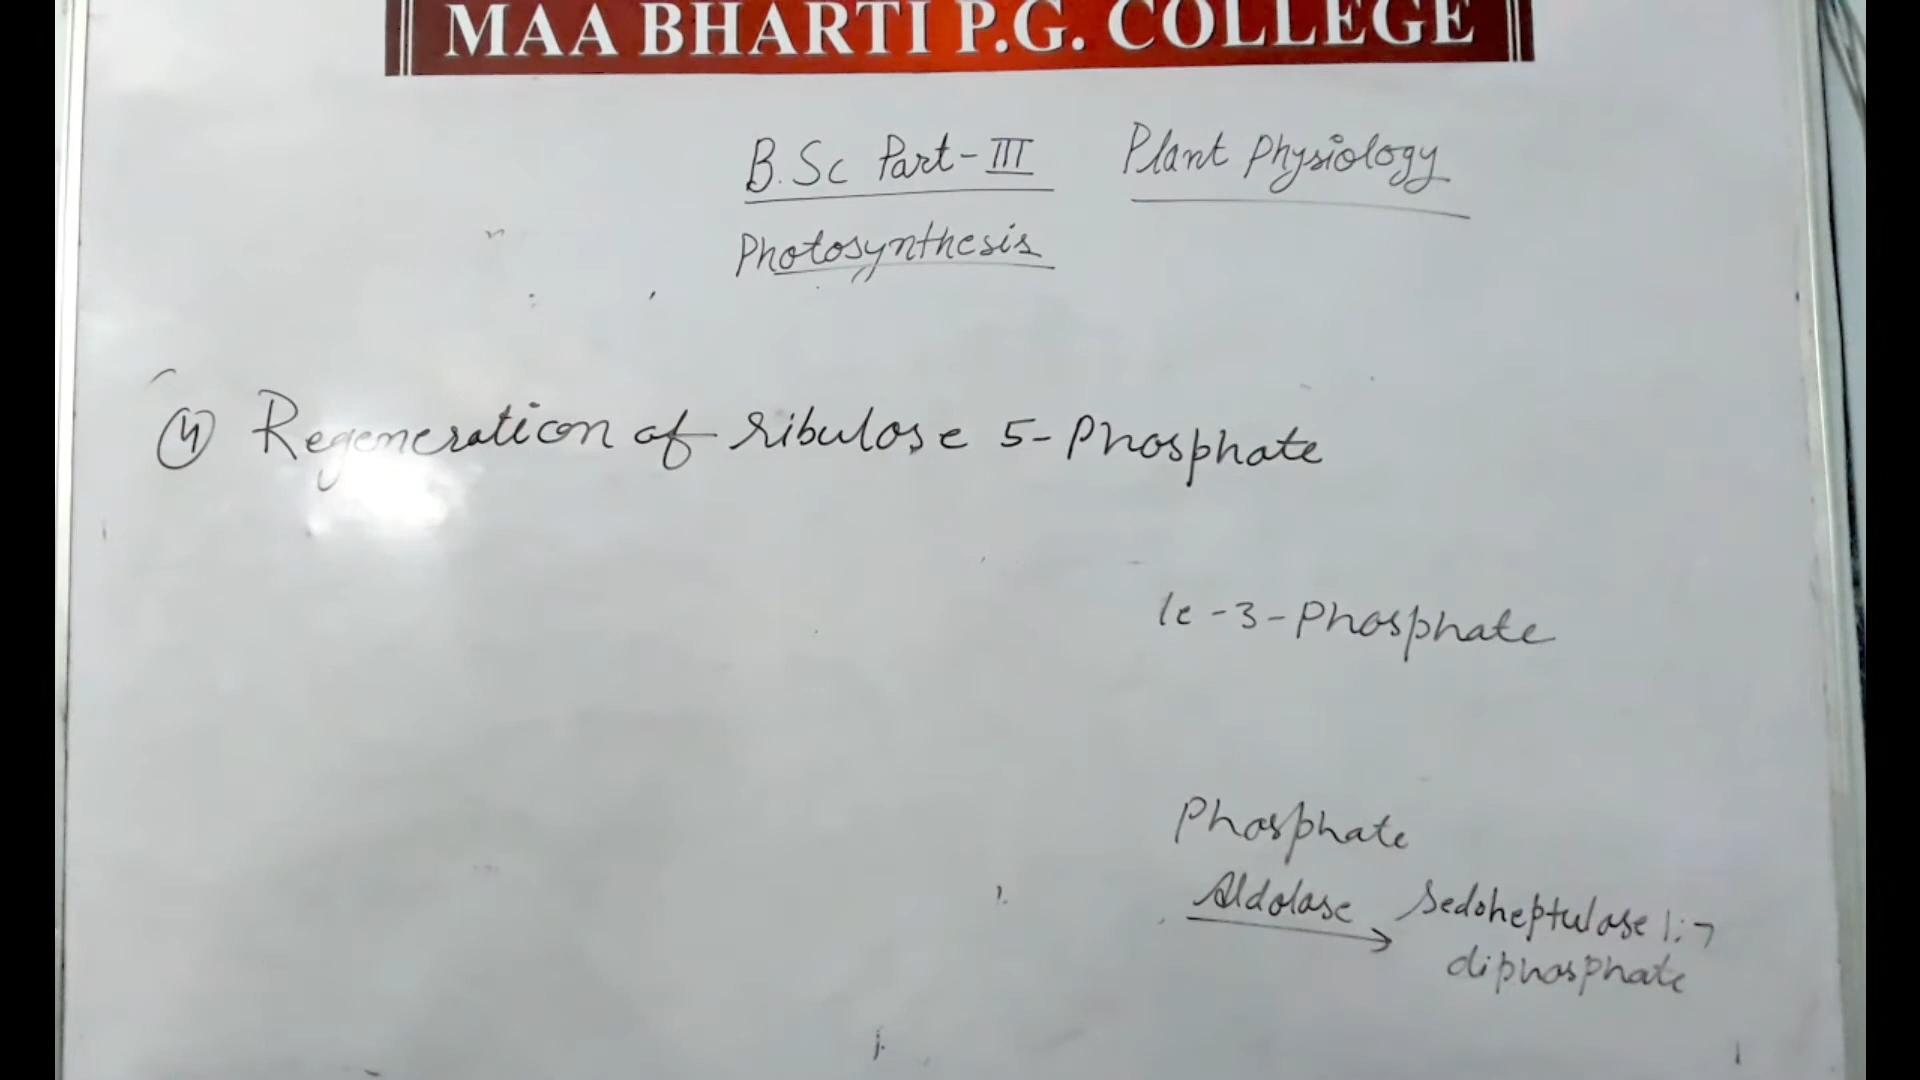 MAA BHARTI P.G. COLLEGE
B.Sc Part-III Plant Physiology
Photosynthesis
(4) Regeneration of ribulose 5-Phosphate
le-3-Phosphate
Phosphate
Aldolase Sedoheptulase 1:7
diphosphate